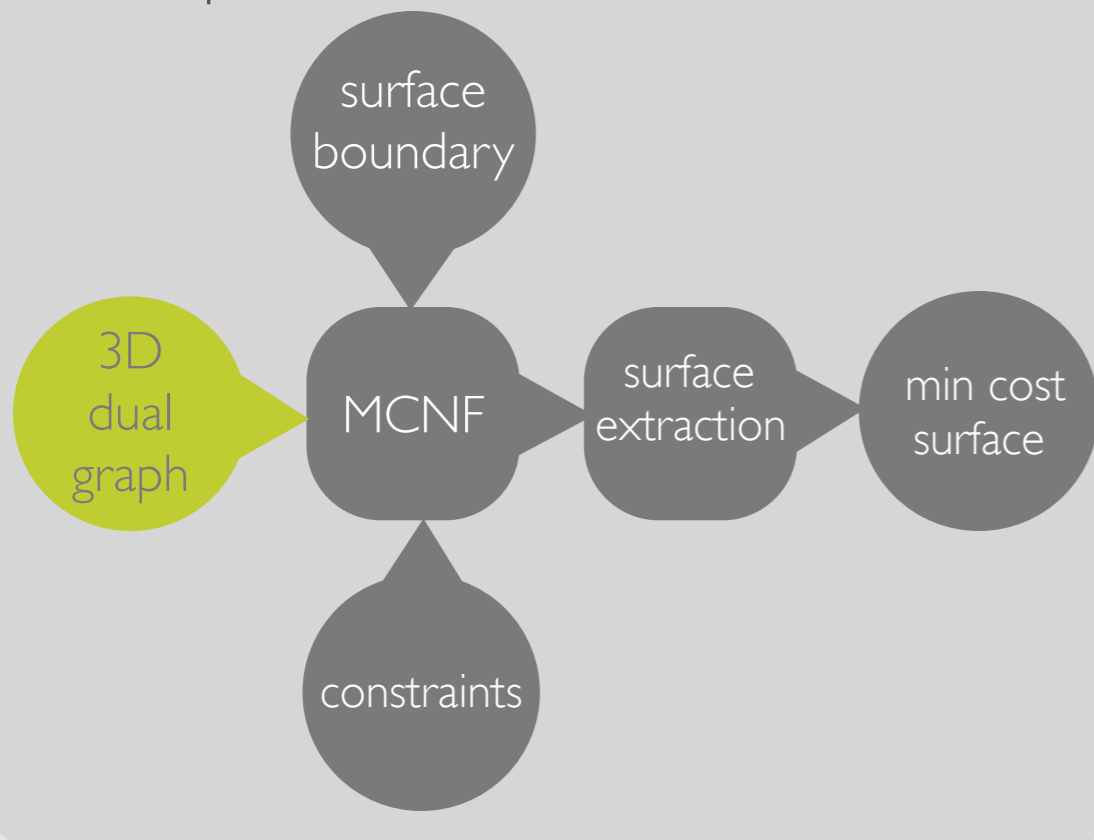 surface
boundary
3D
dual
graph
MCNF
surface
extraction
min cost
surface
constraints